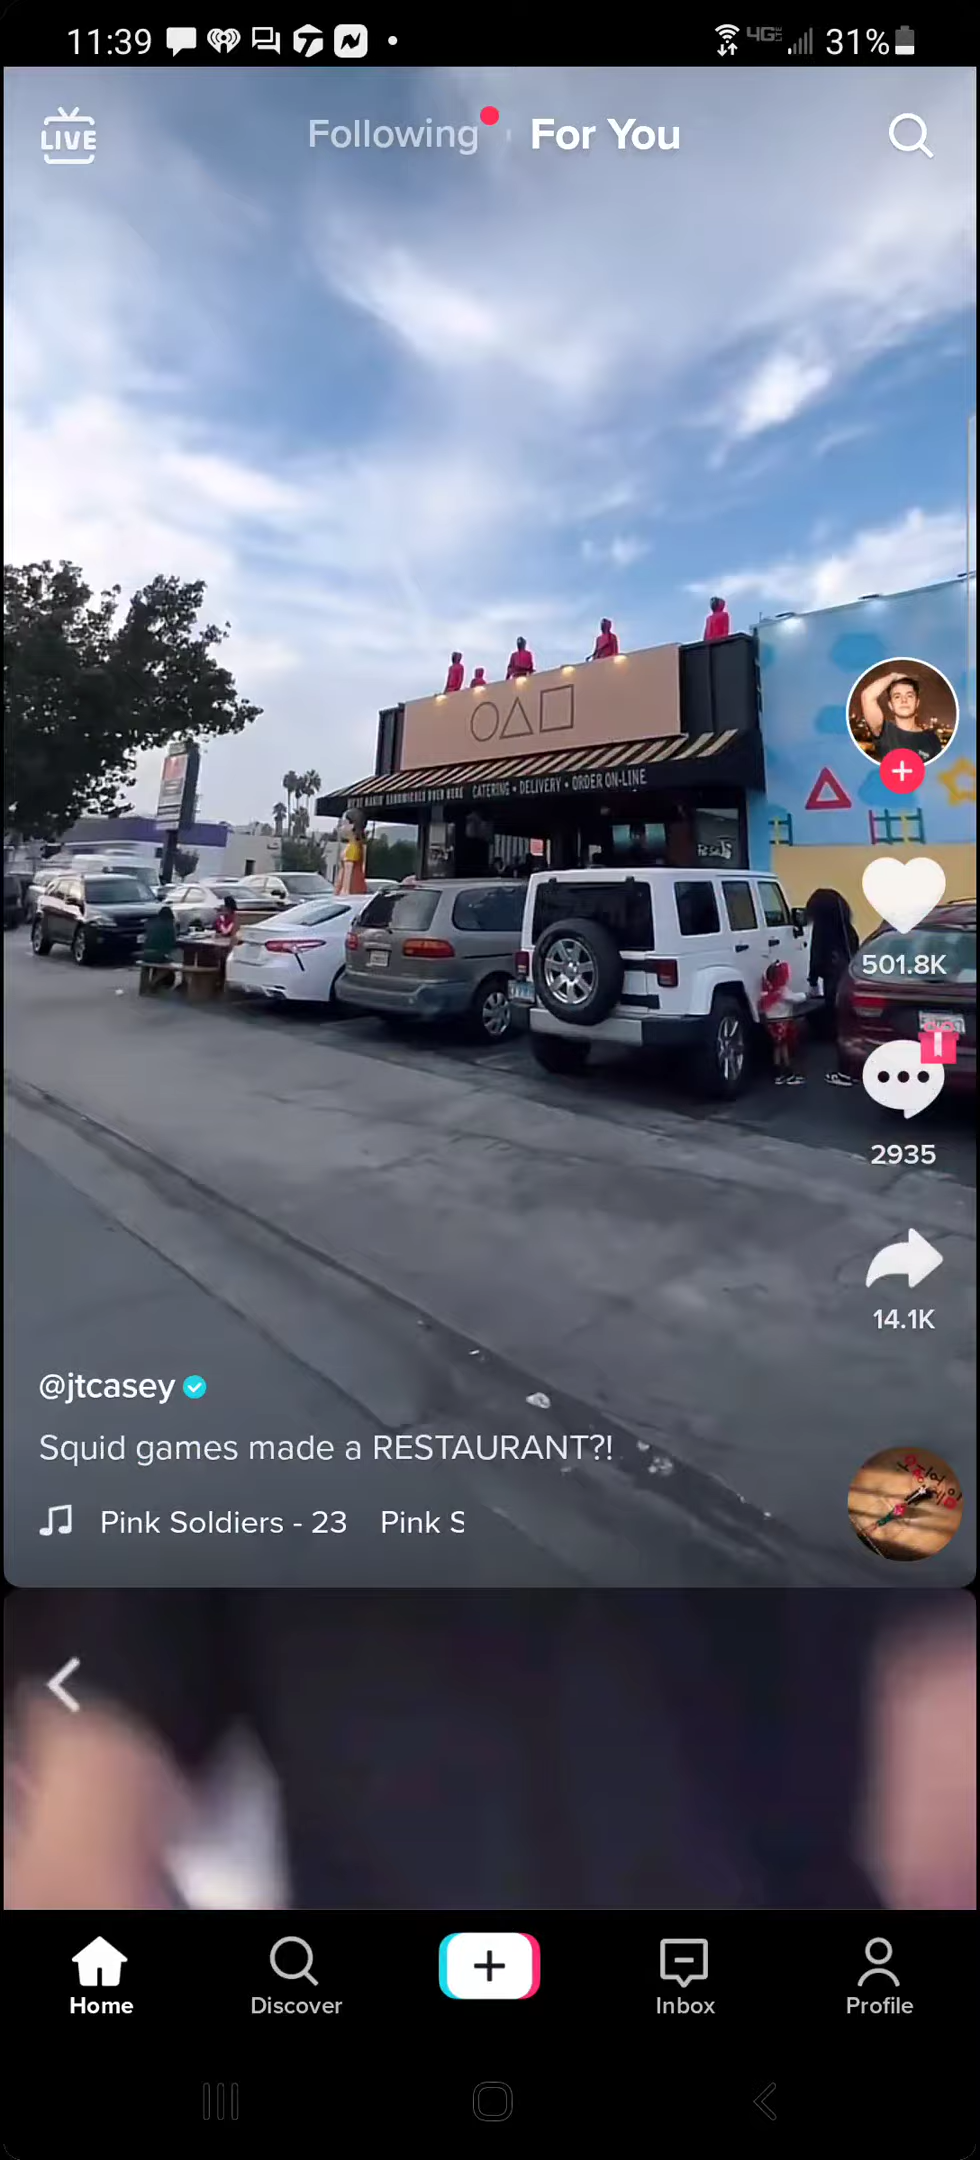 11:39
4G
31%
LIVE
Following
For You
CATERING • DELIVERY • ORDER ON-LINE
501.8K
2935
14.1K
@jtcasey
Squid games made a RESTAURANT?!
Pink Soldiers - 23 Pink S
Home
Discover
Inbox
Profile